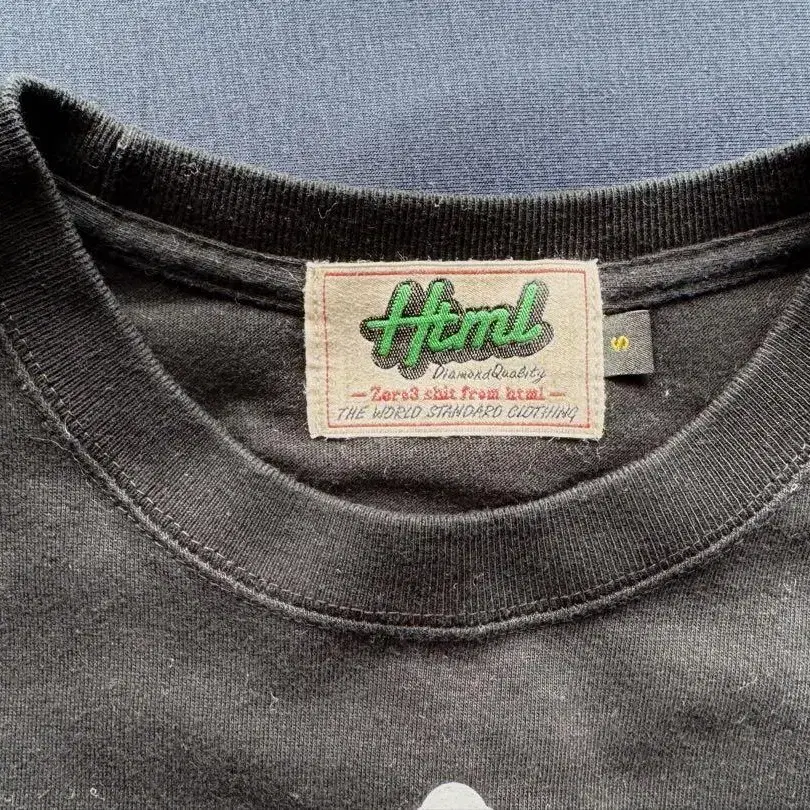 Html
DiamondQuality
— Zero3 shit from html —
THE WORLD STANDARD CLOTHING
S